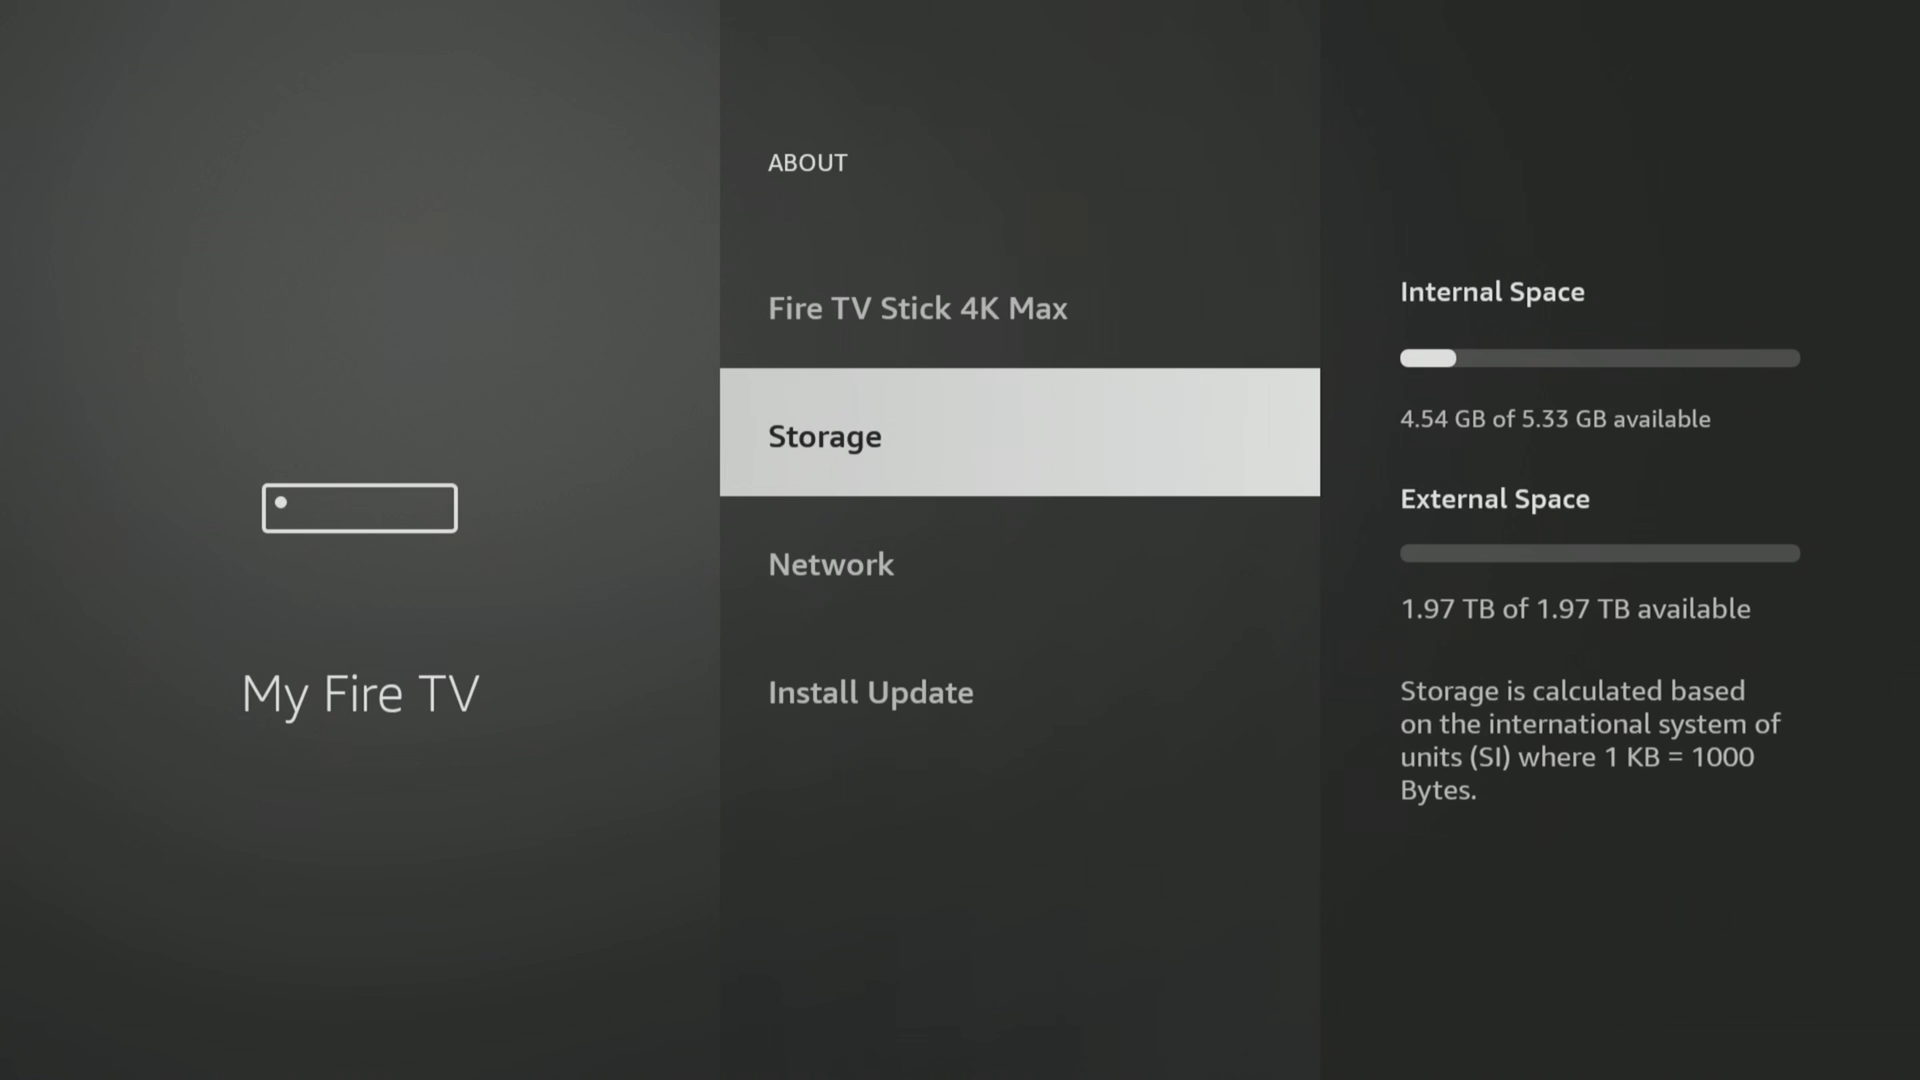 My Fire TV
ABOUT
Fire TV Stick 4K Max
Storage
Network
Install Update
Internal Space
4.54 GB of 5.33 GB available
External Space
1.97 TB of 1.97 TB available
Storage is calculated based
on the international system of
units (SI) where 1 KB = 1000
Bytes.